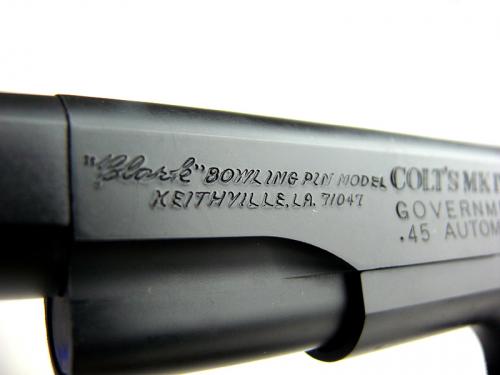 "Clark" BOWLING PIN MODEL
KEITHVILLE, LA. 71047
COLT'S MK
GOVERNM
.45 AUTOM